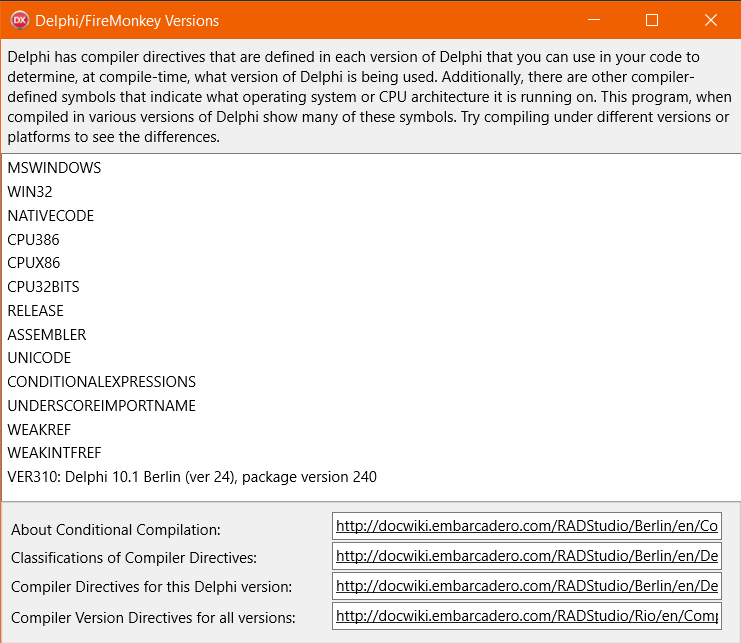 DX Delphi/FireMonkey Versions
Delphi has compiler directives that are defined in each version of Delphi that you can use in your code to
determine, at compile-time, what version of Delphi is being used. Additionally, there are other compiler-
defined symbols that indicate what operating system or CPU architecture it is running on. This program, when
compiled in various versions of Delphi show many of these symbols. Try compiling under different versions or
platforms to see the differences.
MSWINDOWS
WIN32
NATIVECODE
CPU386
CPUX86
CPU32BITS
RELEASE
ASSEMBLER
UNICODE
CONDITIONALEXPRESSIONS
UNDERSCOREIMPORTNAME
WEAKREF
WEAKINTFREF
VER310: Delphi 10.1 Berlin (ver 24), package version 240
About Conditional Compilation: http://docwiki.embarcadero.com/RADStudio/Berlin/en/Co
Classifications of Compiler Directives: http://docwiki.embarcadero.com/RADStudio/Berlin/en/De
Compiler Directives for this Delphi version: http://docwiki.embarcadero.com/RADStudio/Berlin/en/De
Compiler Version Directives for all versions: http://docwiki.embarcadero.com/RADStudio/Rio/en/Comp